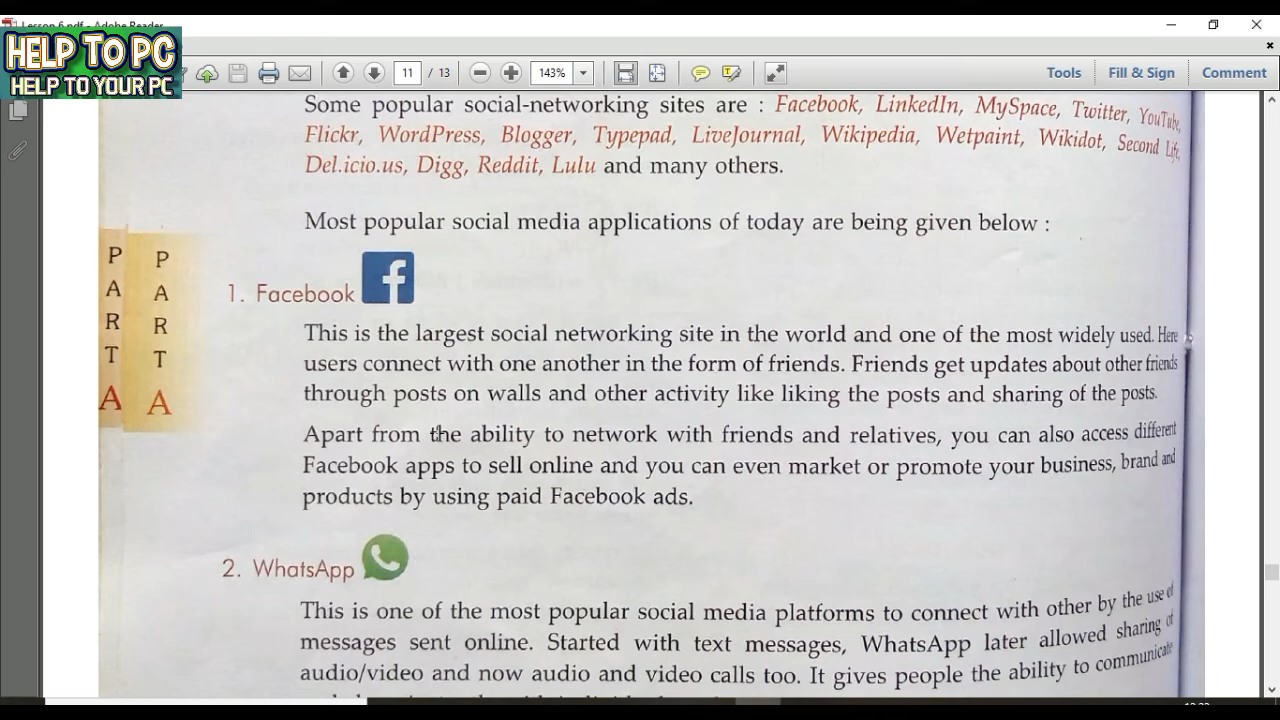 Lesson 6.pdf - Adobe Reader
HELP TO PC
HELP TO YOUR PC
11 / 13
143%
Tools
Fill & Sign
Comment
Some popular social-networking sites are : Facebook, LinkedIn, MySpace, Twitter, YouTube,
Flickr, WordPress, Blogger, Typepad, LiveJournal, Wikipedia, Wetpaint, Wikidot, Second Life,
Del.icio.us, Digg, Reddit, Lulu and many others.
Most popular social media applications of today are being given below :
PART A
PART A
1. Facebook
This is the largest social networking site in the world and one of the most widely used. Here
users connect with one another in the form of friends. Friends get updates about other friends
through posts on walls and other activity like liking the posts and sharing of the posts.
Apart from the ability to network with friends and relatives, you can also access different
Facebook apps to sell online and you can even market or promote your business, brand and
products by using paid Facebook ads.
2. WhatsApp
This is one of the most popular social media platforms to connect with other by the use of
messages sent online. Started with text messages, WhatsApp later allowed sharing of
audio/video and now audio and video calls too. It gives people the ability to communicate